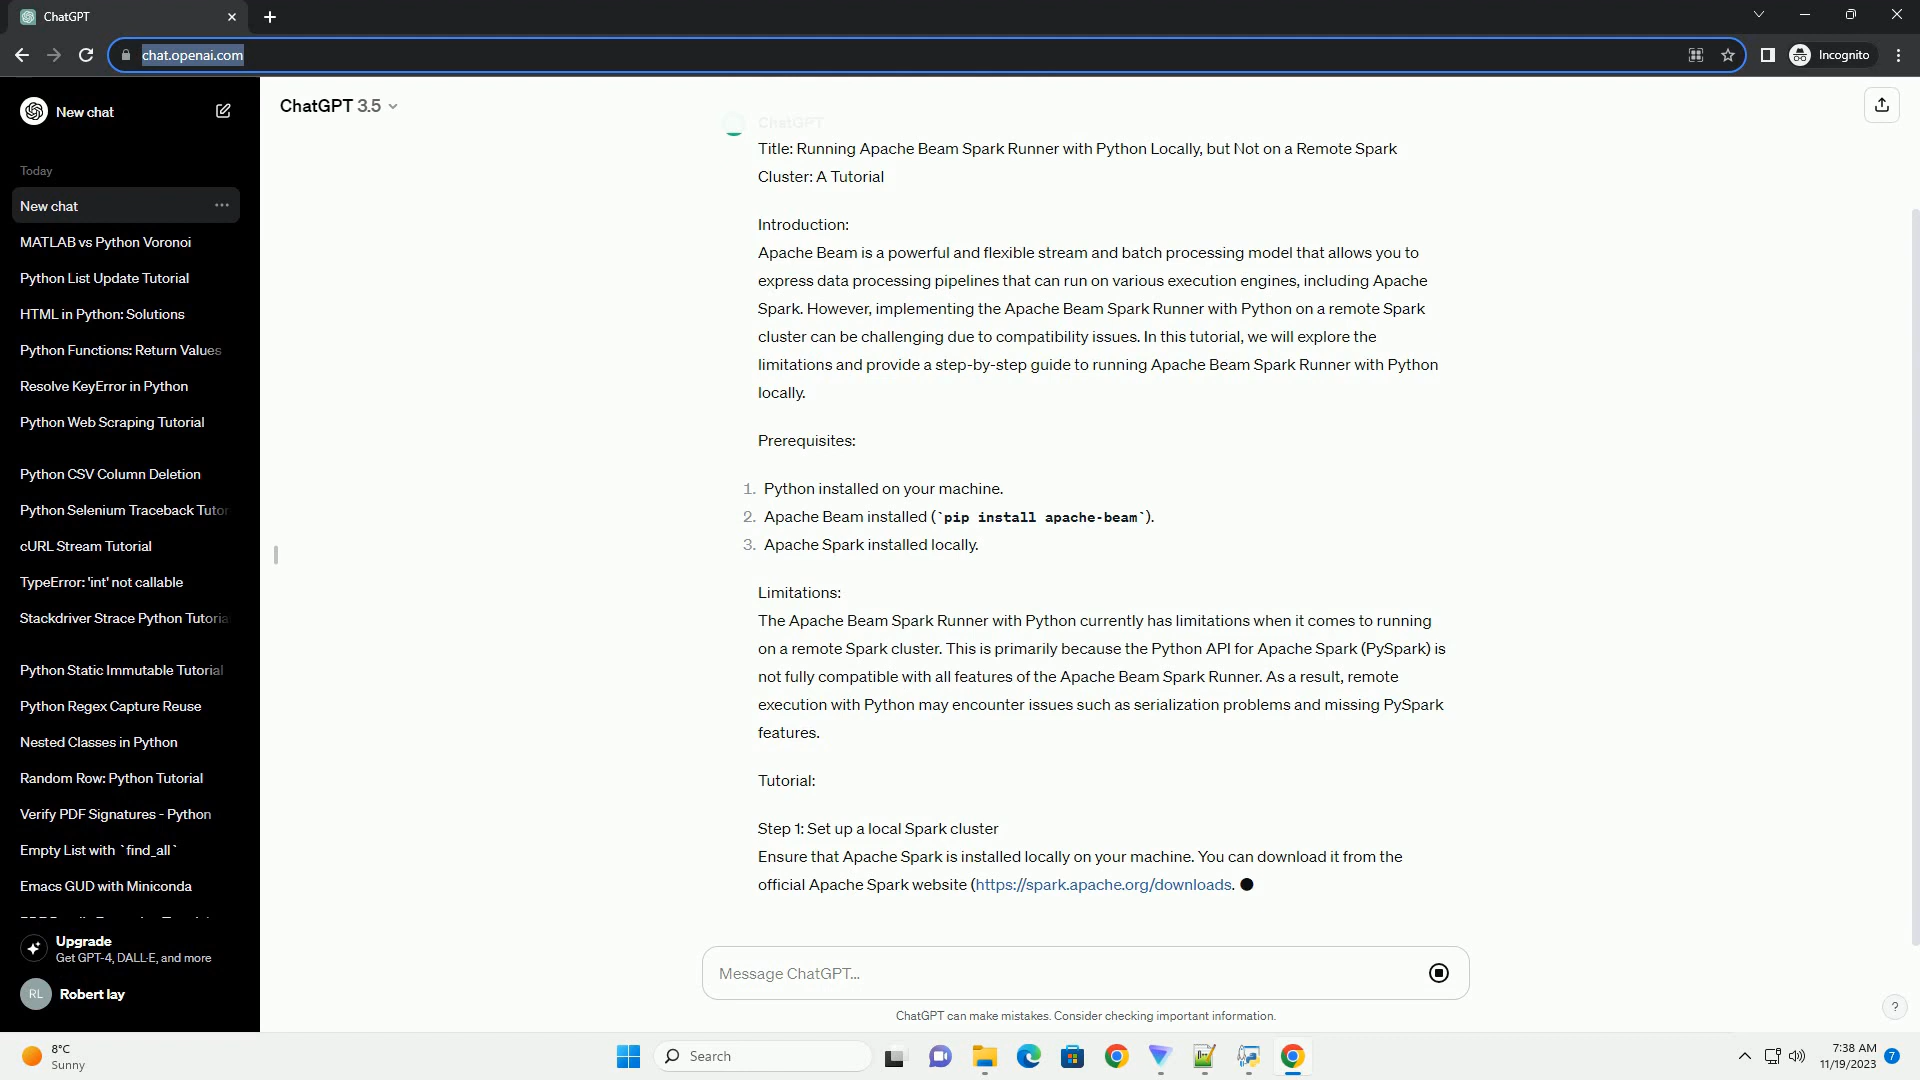 ChatGPT
chat.openai.com
Incognito
New chat
Today
New chat
MATLAB vs Python Voronoi
Python List Update Tutorial
HTML in Python: Solutions
Python Functions: Return Values
Resolve KeyError in Python
Python Web Scraping Tutorial
Python CSV Column Deletion
Python Selenium Traceback Tutor
cURL Stream Tutorial
TypeError: 'int' not callable
Stackdriver Strace Python Tutoria
Python Static Immutable Tutorial
Python Regex Capture Reuse
Nested Classes in Python
Random Row: Python Tutorial
Verify PDF Signatures - Python
Empty List with `find_all`
Emacs GUD with Miniconda
Upgrade
Get GPT-4, DALL·E, and more
RL
Robert lay
ChatGPT 3.5
ChatGPT
Title: Running Apache Beam Spark Runner with Python Locally, but Not on a Remote Spark
Cluster: A Tutorial
Introduction:
Apache Beam is a powerful and flexible stream and batch processing model that allows you to
express data processing pipelines that can run on various execution engines, including Apache
Spark. However, implementing the Apache Beam Spark Runner with Python on a remote Spark
cluster can be challenging due to compatibility issues. In this tutorial, we will explore the
limitations and provide a step-by-step guide to running Apache Beam Spark Runner with Python
locally.
Prerequisites:
1. Python installed on your machine.
2. Apache Beam installed (`pip install apache-beam`).
3. Apache Spark installed locally.
Limitations:
The Apache Beam Spark Runner with Python currently has limitations when it comes to running
on a remote Spark cluster. This is primarily because the Python API for Apache Spark (PySpark) is
not fully compatible with all features of the Apache Beam Spark Runner. As a result, remote
execution with Python may encounter issues such as serialization problems and missing PySpark
features.
Tutorial:
Step 1: Set up a local Spark cluster
Ensure that Apache Spark is installed locally on your machine. You can download it from the
official Apache Spark website (https://spark.apache.org/downloads.
Message ChatGPT...
ChatGPT can make mistakes. Consider checking important information.
?
8°C
Sunny
Search
7:38 AM
11/19/2023
7